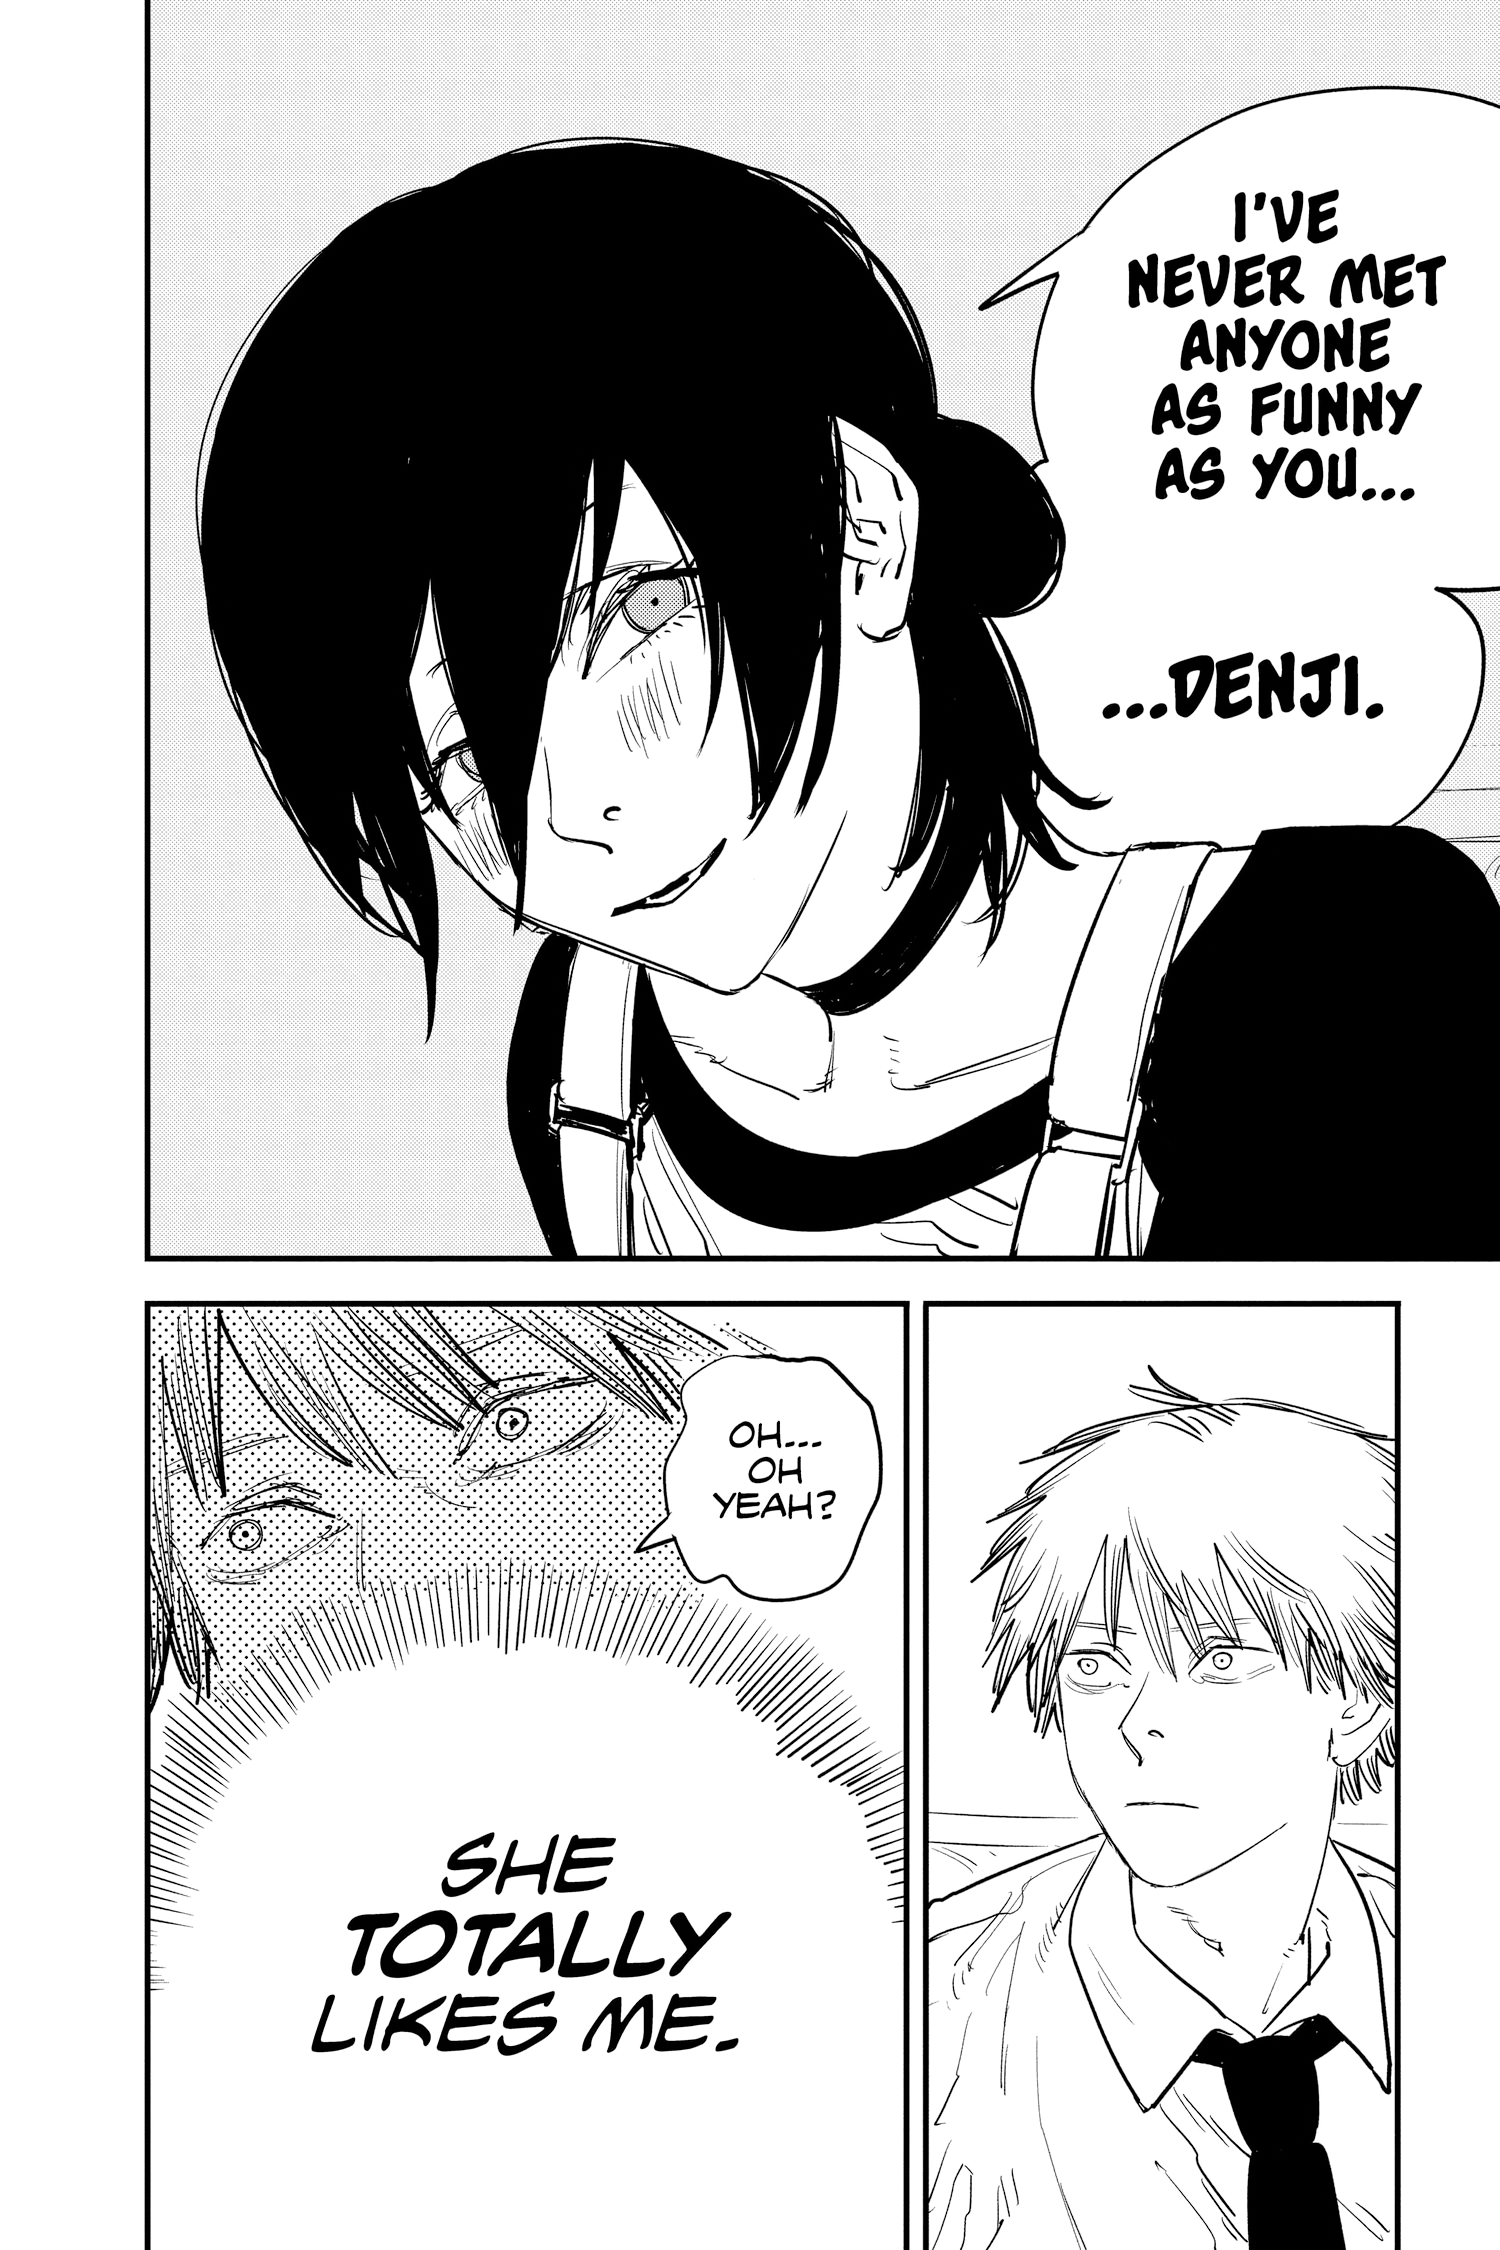 I'VE
NEVER MET
ANYONE
AS FUNNY
AS YOU...
...DENJI.
OH...
OH
YEAH?
SHE
TOTALLY
LIKES ME.